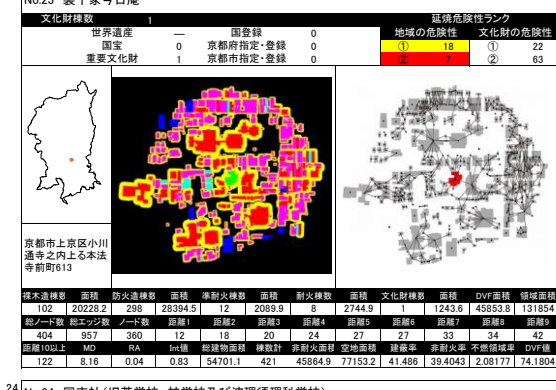 No.23 裏千家今日庵
文化財棟数 1 延焼危険性ランク
世界遺産 — 国登録 0 地域の危険性 文化財の危険性
国宝 0 京都府指定・登録 0 ① 18 ① 22
重要文化財 1 京都市指定・登録 0 ② 7 ② 63
京都市上京区小川
通寺之内上る本法
寺前町613
裸木造棟数 面積 防火造棟数 面積 準耐火棟数 面積 耐火棟数 面積 文化財棟数 面積 DVF面積 領域面積
102 20228.2 298 28394.5 12 2089.9 8 2744.9 1 1243.6 45853.8 131854
総ノード数 総エッジ数 ノード数 距離1 距離2 距離3 距離4 距離5 距離6 距離7 距離8 距離9
404 957 360 12 18 20 24 27 27 33 34 42
距離10以上 MD RA Int値 総建物面積 棟数計 非耐火面積 空地面積 建蔽率 非耐火率 不燃領域率 DVF値
122 8.16 0.04 0.83 54701.1 421 45864.9 77153.2 41.486 39.4043 2.08177 74.1804
24